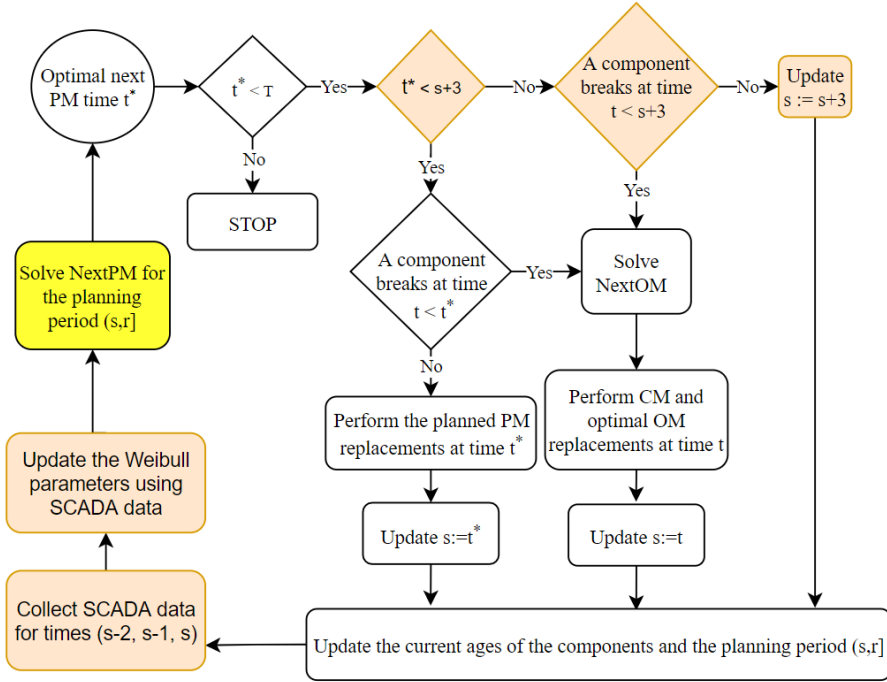 Optimal next
PM time t*
t* < T
Yes
t* < s+3
No
A component
breaks at time
t < s+3
No
Update
s := s+3
No
STOP
Yes
Yes
A component
breaks at time
t < t*
Yes
Solve
NextOM
Solve NextPM for
the planning
period (s,r]
No
Perform the planned PM
replacements at time t*
Perform CM and
optimal OM
replacements at time t
Update the Weibull
parameters using
SCADA data
Update s:=t*
Update s:=t
Collect SCADA data
for times (s-2, s-1, s)
Update the current ages of the components and the planning period (s,r]